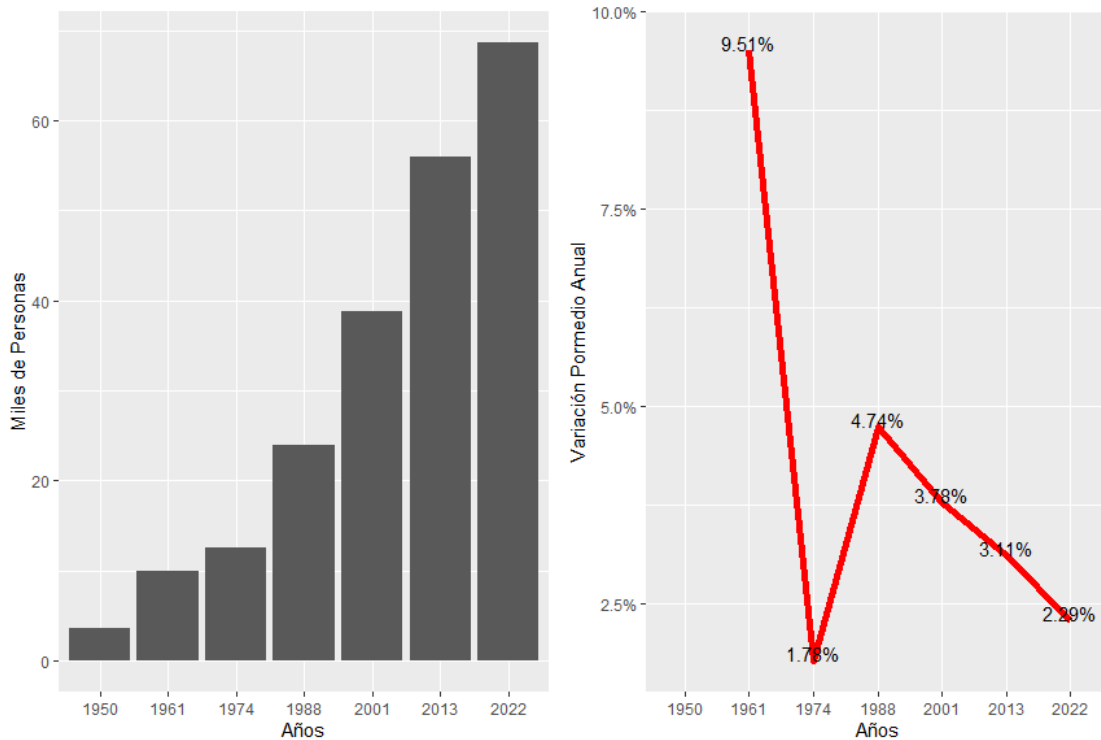 Miles de Personas
60
40
20
0
1950 1961 1974 1988 2001 2013 2022
Años
Variación Pormedio Anual
10.0%
7.5%
5.0%
2.5%
9.51%
1.78%
4.74%
3.78%
3.11%
2.29%
1950 1961 1974 1988 2001 2013 2022
Años